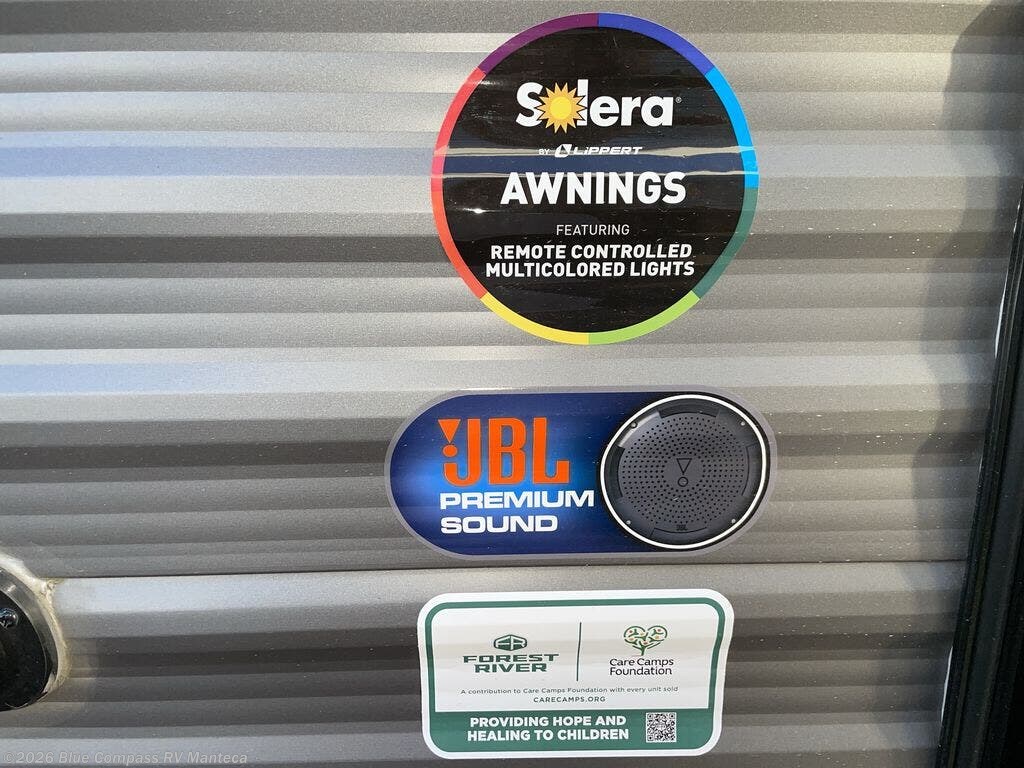 Solera®
BY LiPPERT
AWNINGS
FEATURING
REMOTE CONTROLLED
MULTICOLORED LIGHTS
JBL
PREMIUM
SOUND
JBL
FR
FOREST
RIVER
Care Camps
Foundation
A contribution to Care Camps Foundation with every unit sold
CARECAMPS.ORG
PROVIDING HOPE AND
HEALING TO CHILDREN
©2026 Blue Compass RV Manteca